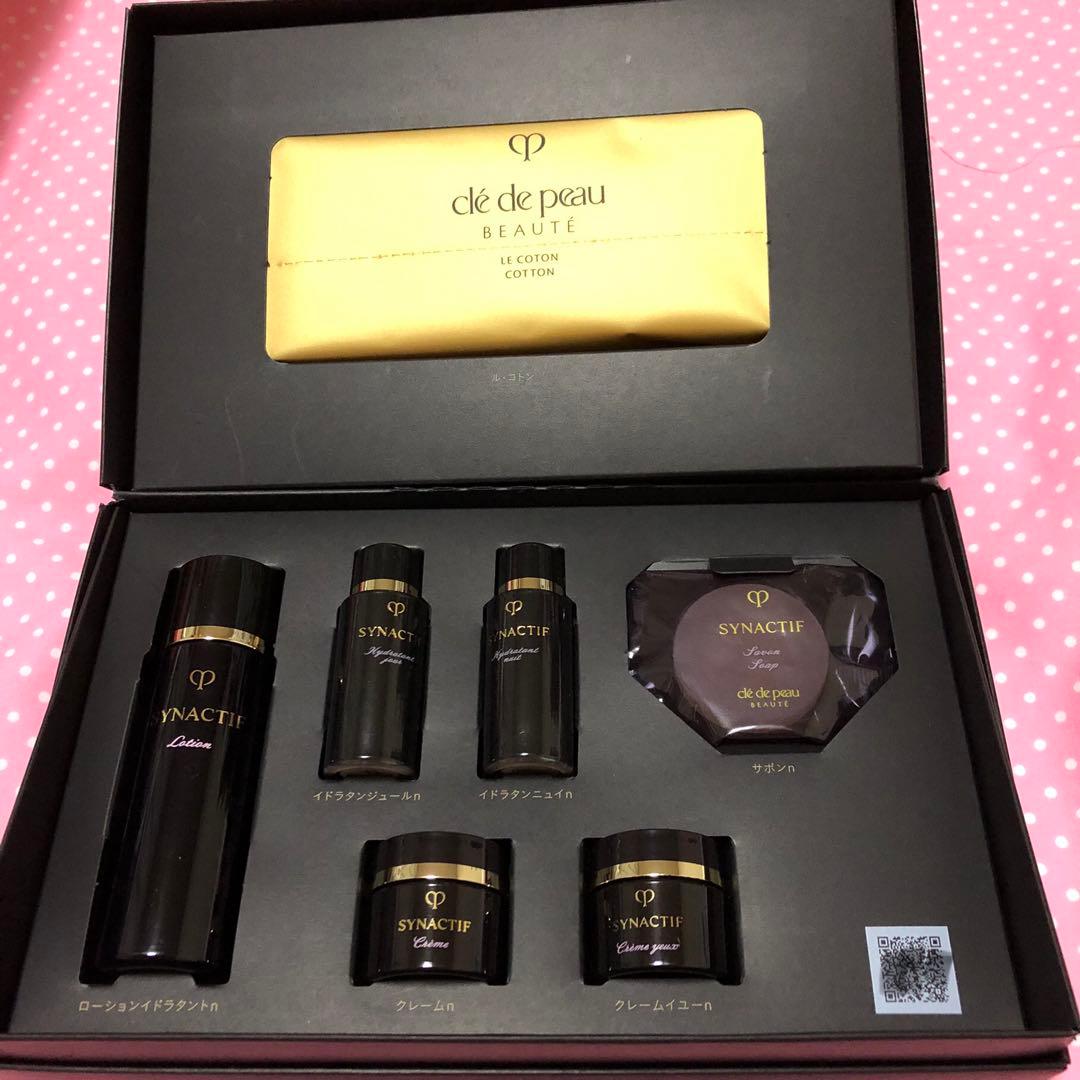 clé de peau
BEAUTÉ
LE COTON
COTTON
ル・コトン
SYNACTIF
Lotion
ローションイドラタントn
SYNACTIF
Hydratant
jour
イドラタンジュールn
SYNACTIF
Hydratant
nuit
イドラタンニュイn
SYNACTIF
Savon
Soap
clé de peau
BEAUTÉ
サボンn
SYNACTIF
Crème
クレームn
SYNACTIF
Crème yeux
クレームイユーn